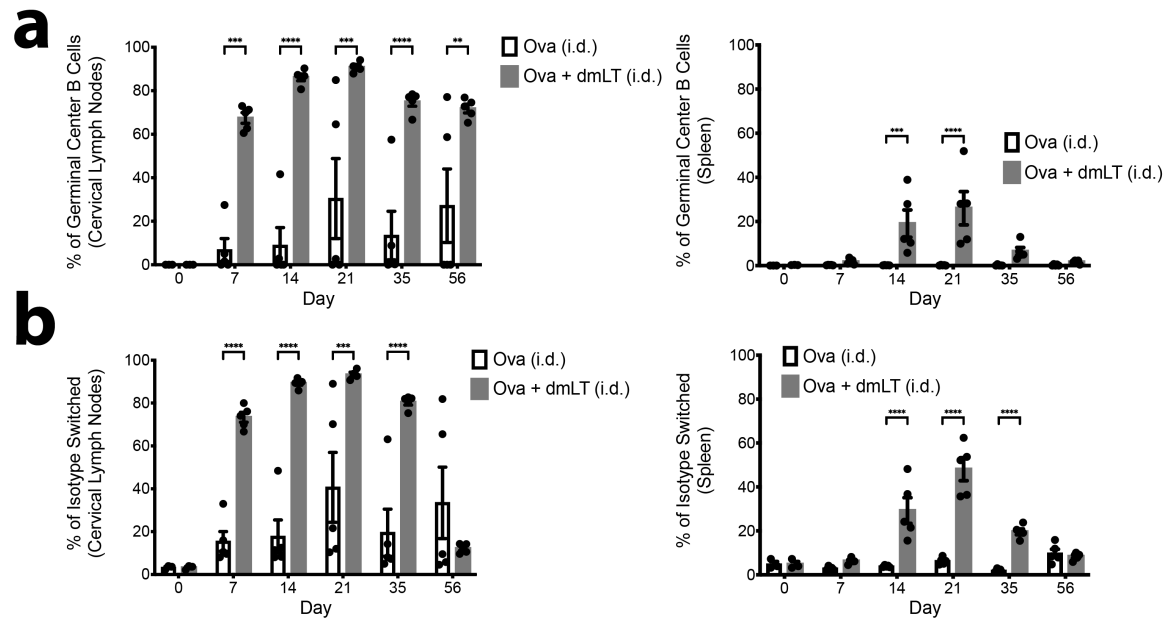 a
% of Germinal Center B Cells
(Cervical Lymph Nodes)
100
80
60
40
20
0
*** **** *** **** **
Ova (i.d.)
Ova + dmLT (i.d.)
0 7 14 21 35 56
Day
% of Germinal Center B Cells
(Spleen)
100
80
60
40
20
0
*** ****
Ova (i.d.)
Ova + dmLT (i.d.)
0 7 14 21 35 56
Day
b
% of Isotype Switched
(Cervical Lymph Nodes)
100
80
60
40
20
0
**** **** *** ****
Ova (i.d.)
Ova + dmLT (i.d.)
0 7 14 21 35 56
Day
% of Isotype Switched
(Spleen)
100
80
60
40
20
0
Ova (i.d.)
Ova + dmLT (i.d.)
**** **** ****
0 7 14 21 35 56
Day